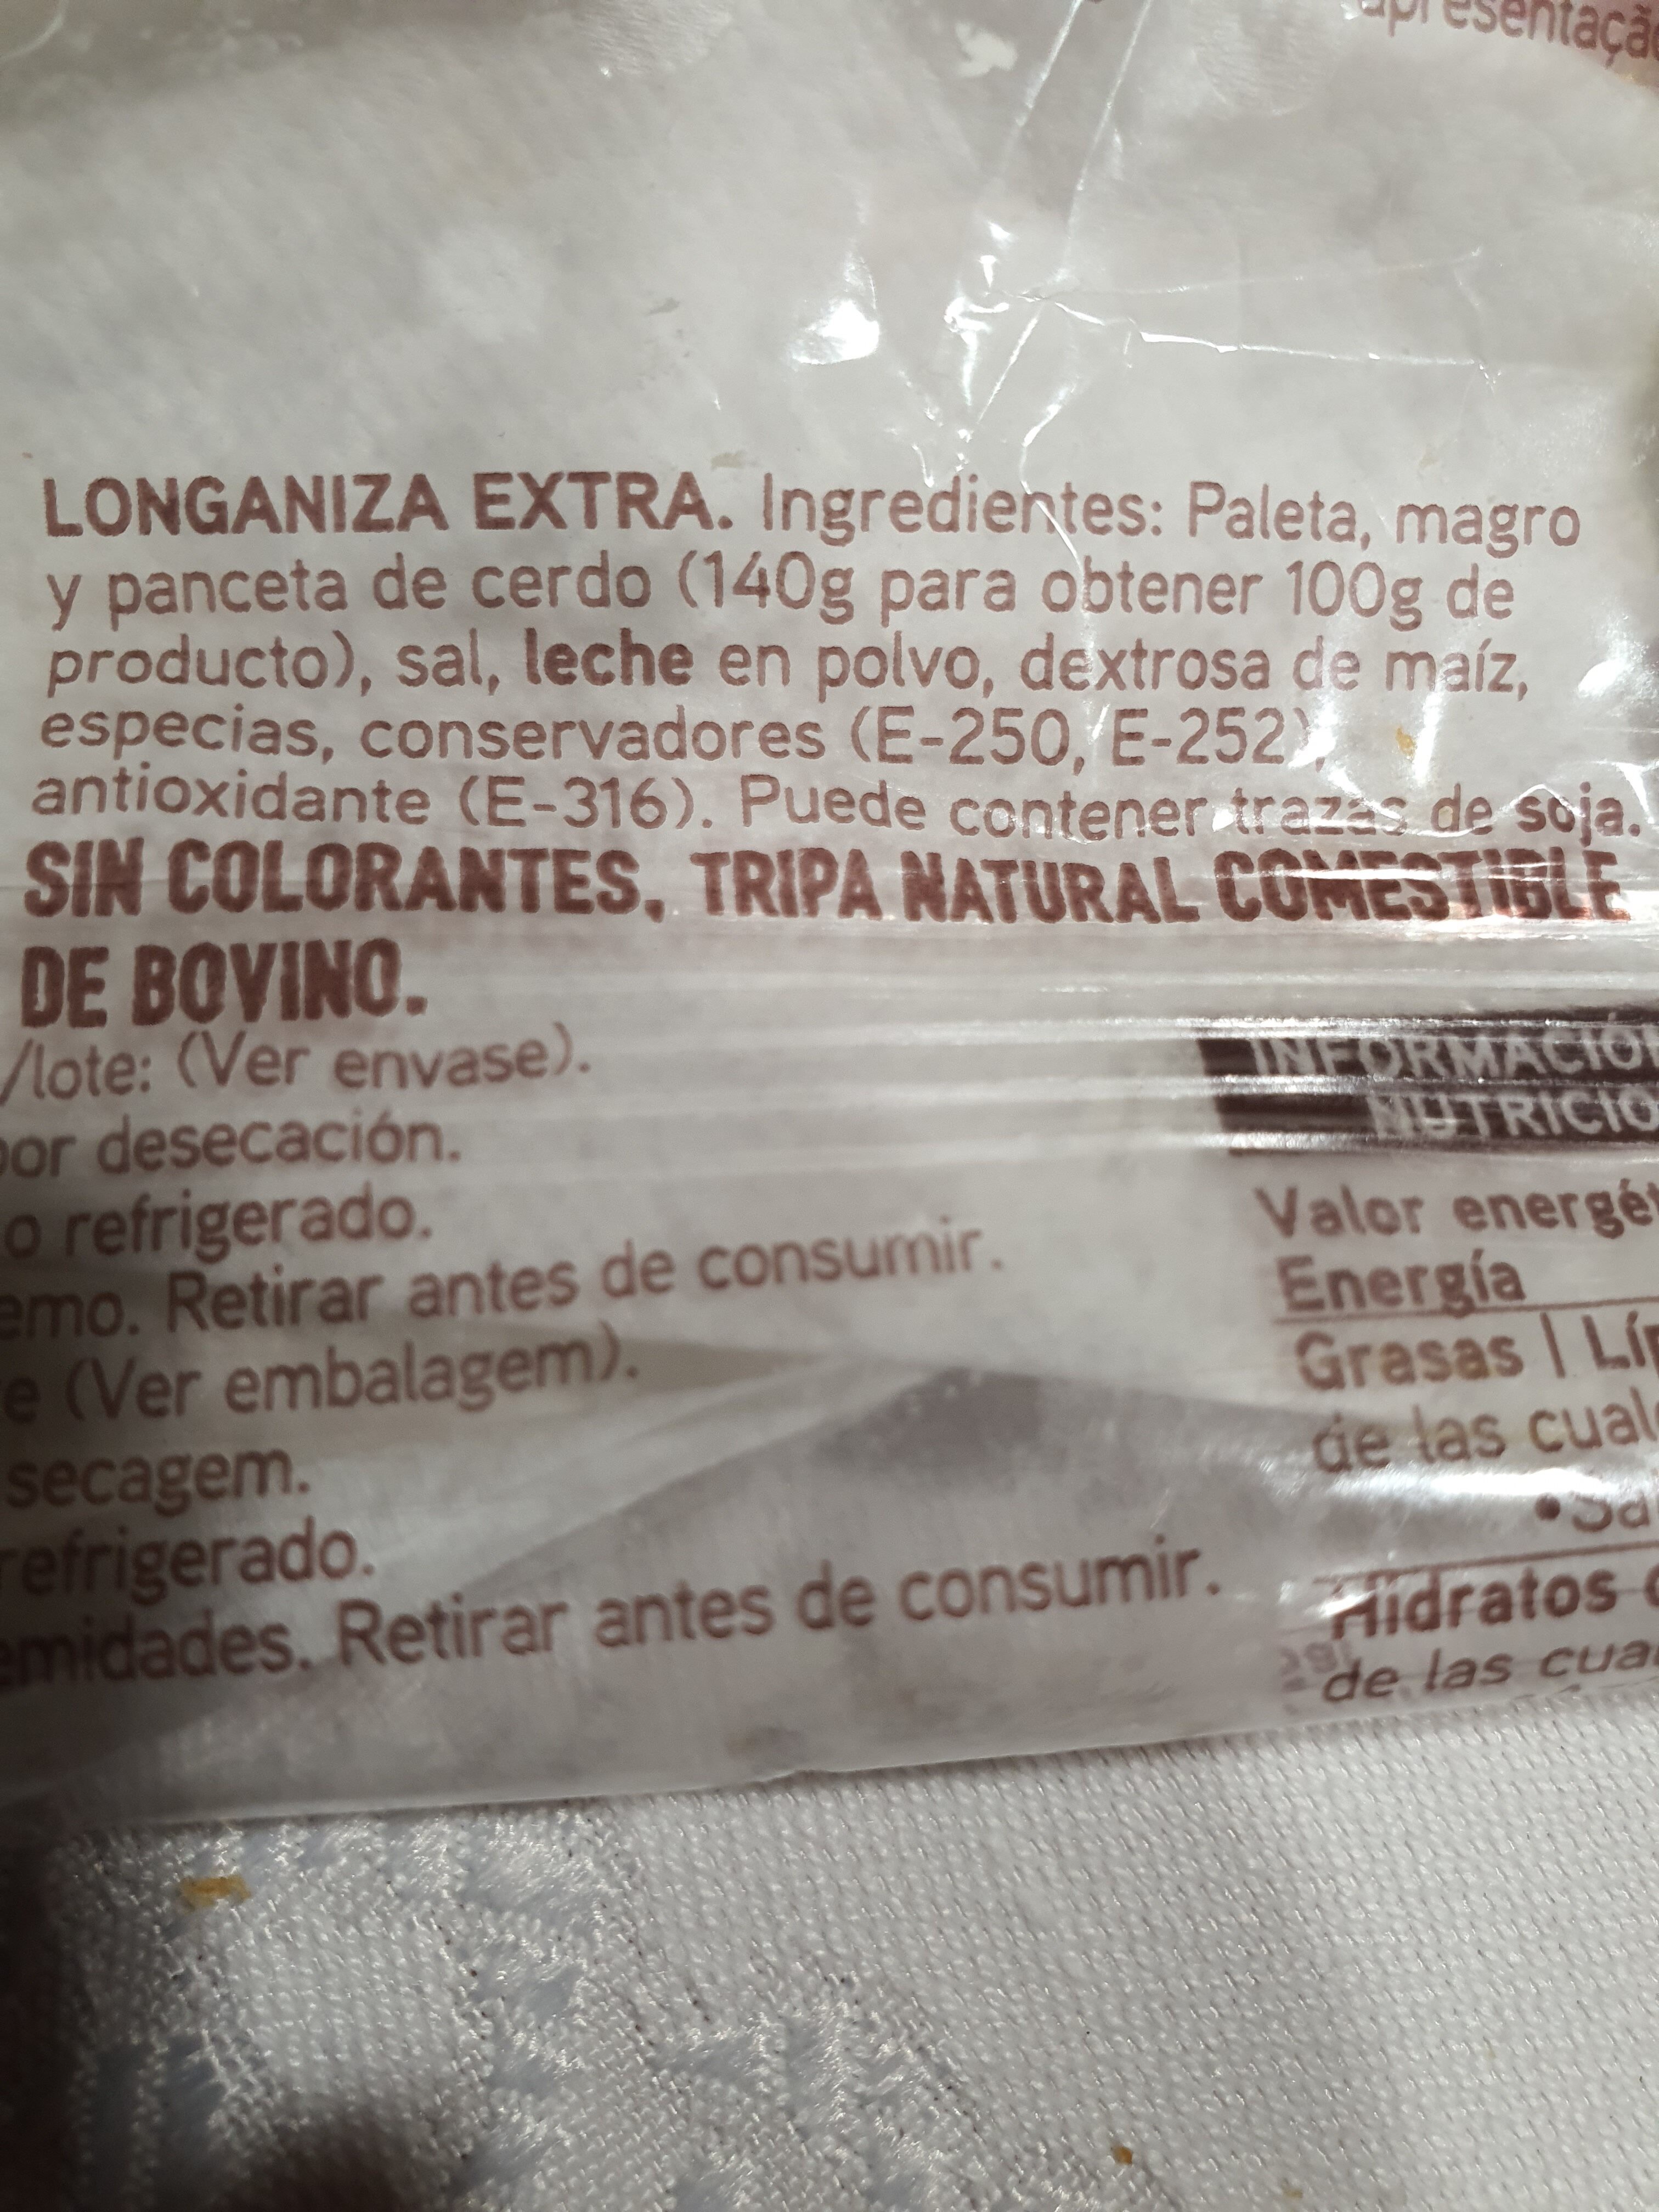 LONGANIZA EXTRA. Ingredientes: Paleta, magro
y panceta de cerdo (140g para obtener 100g de
producto), sal, leche en polvo, dextrosa de maíz,
especias, conservadores (E-250, E-252),
antioxidante (E-316). Puede contener trazas de soja.
SIN COLORANTES, TRIPA NATURAL COMESTIBLE
DE BOVINO.
/lote: (Ver envase).
por desecación.
o refrigerado.
emo. Retirar antes de consumir.
e (Ver embalagem).
secagem.
refrigerado.
emidades. Retirar antes de consumir.
INFORMACIÓ
NUTRICIO
Valor energét
Energía
Grasas | Líp
de las cual
•Sa
Hidratos
de las cua